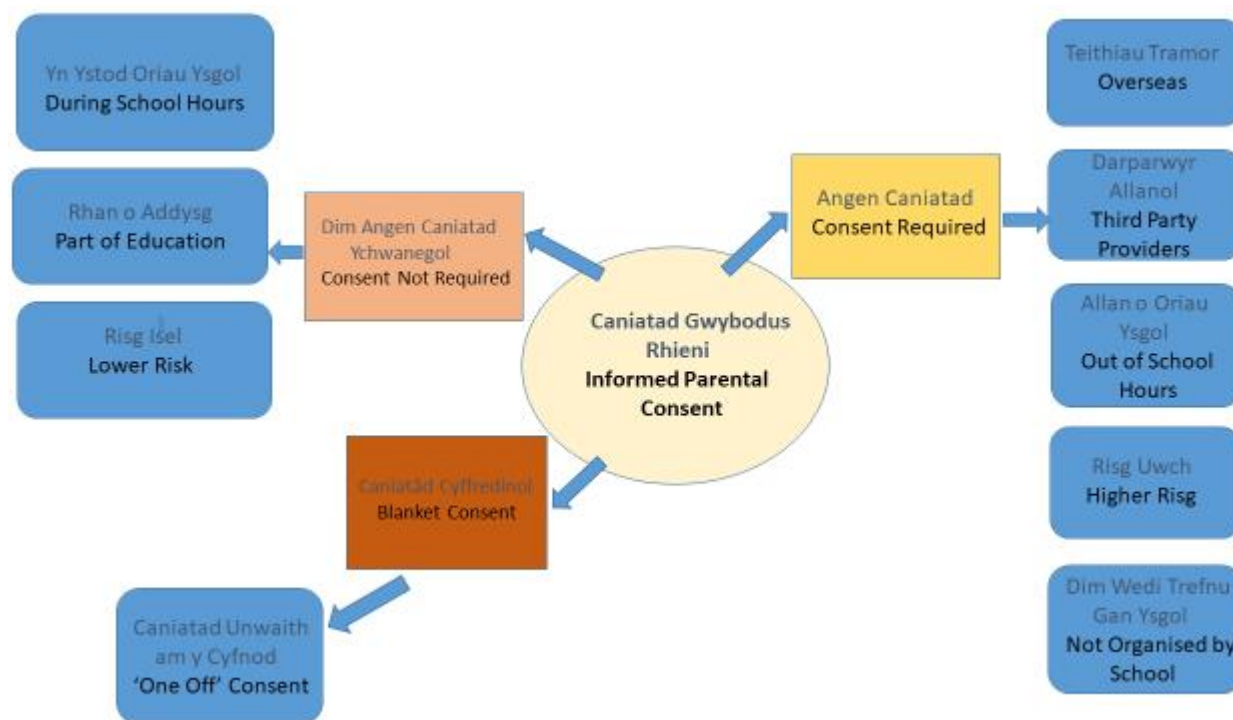 Yn Ystod Oriau Ysgol
During School Hours
Rhan o Addysg
Part of Education
Risg Isel
Lower Risk
Dim Angen Caniatad
Ychwanegol
Consent Not Required
Caniatad Gwybodus
Rhieni
Informed Parental
Consent
Angen Caniatad
Consent Required
Caniatâd Cyffredinol
Blanket Consent
Caniatad Unwaith
am y Cyfnod
‘One Off’ Consent
Teithiau Tramor
Overseas
Darparwyr
Allanol
Third Party
Providers
Allan o Oriau
Ysgol
Out of School
Hours
Risg Uwch
Higher Risg
Dim Wedi Trefnu
Gan Ysgol
Not Organised by
School